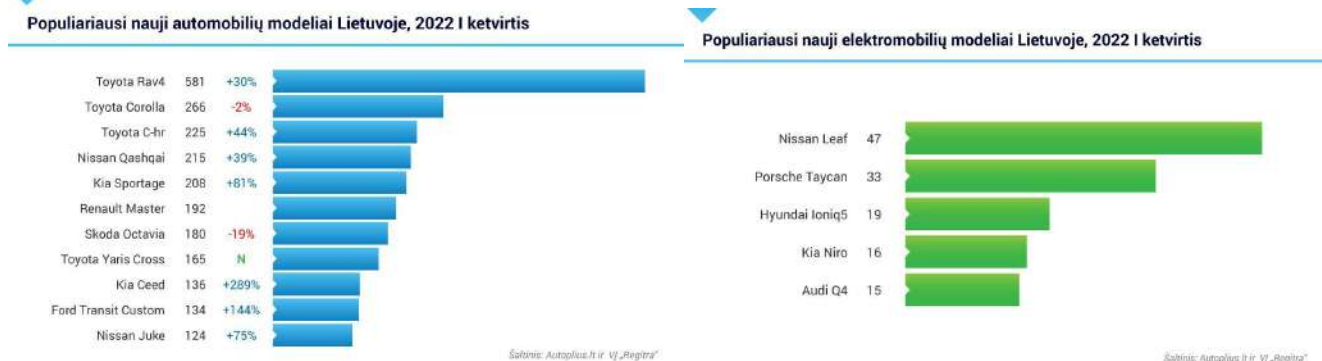 Populiariausi nauji automobilių modeliai Lietuvoje, 2022 I ketvirtis
Toyota Rav4 581 +30%
Toyota Corolla 266 -2%
Toyota C-hr 225 +44%
Nissan Qashqai 215 +39%
Kia Sportage 208 +81%
Renault Master 192
Skoda Octavia 180 -19%
Toyota Yaris Cross 165 N
Kia Ceed 136 +289%
Ford Transit Custom 134 +144%
Nissan Juke 124 +75%
Šaltinis: Autoplius.lt ir VĮ „Regitra"
Populiariausi nauji elektromobilių modeliai Lietuvoje, 2022 I ketvirtis
Nissan Leaf 47
Porsche Taycan 33
Hyundai Ioniq5 19
Kia Niro 16
Audi Q4 15
Šaltinis: Autoplius.lt ir VĮ „Regitra"